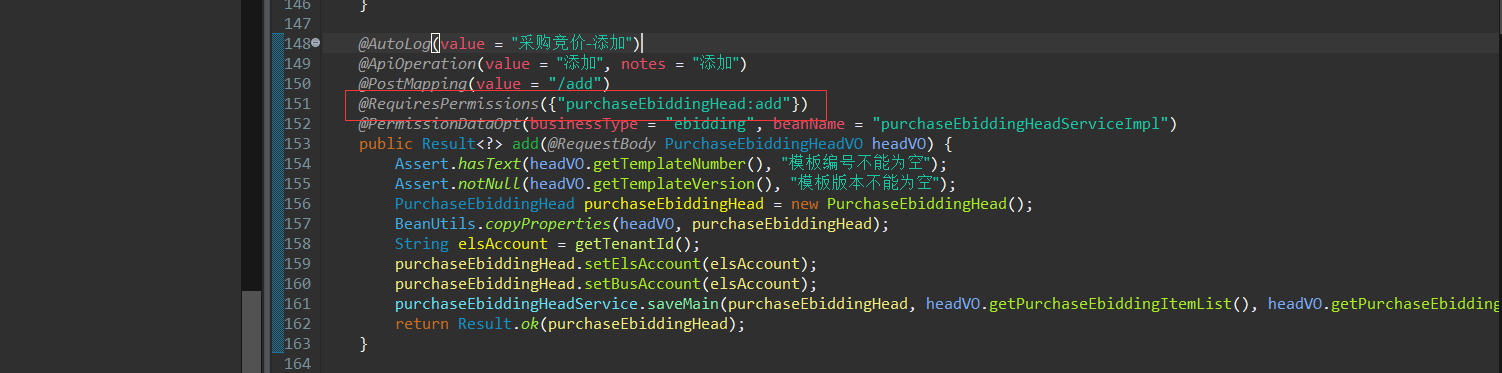 146 }
147
148 @AutoLog(value = "采购竞价-添加")
149 @ApiOperation(value = "添加", notes = "添加")
150 @PostMapping(value = "/add")
151 @RequiresPermissions({"purchaseEbiddingHead:add"})
152 @PermissionDataOpt(businessType = "ebidding", beanName = "purchaseEbiddingHeadServiceImpl")
153 public Result<?> add(@RequestBody PurchaseEbiddingHeadVO headVO) {
154 Assert.hasText(headVO.getTemplateNumber(), "模板编号不能为空");
155 Assert.notNull(headVO.getTemplateVersion(), "模板版本不能为空");
156 PurchaseEbiddingHead purchaseEbiddingHead = new PurchaseEbiddingHead();
157 BeanUtils.copyProperties(headVO, purchaseEbiddingHead);
158 String elsAccount = getTenantId();
159 purchaseEbiddingHead.setElsAccount(elsAccount);
160 purchaseEbiddingHead.setBusAccount(elsAccount);
161 purchaseEbiddingHeadService.saveMain(purchaseEbiddingHead, headVO.getPurchaseEbiddingItemList(), headVO.getPurchaseEbidding
162 return Result.ok(purchaseEbiddingHead);
163 }
164